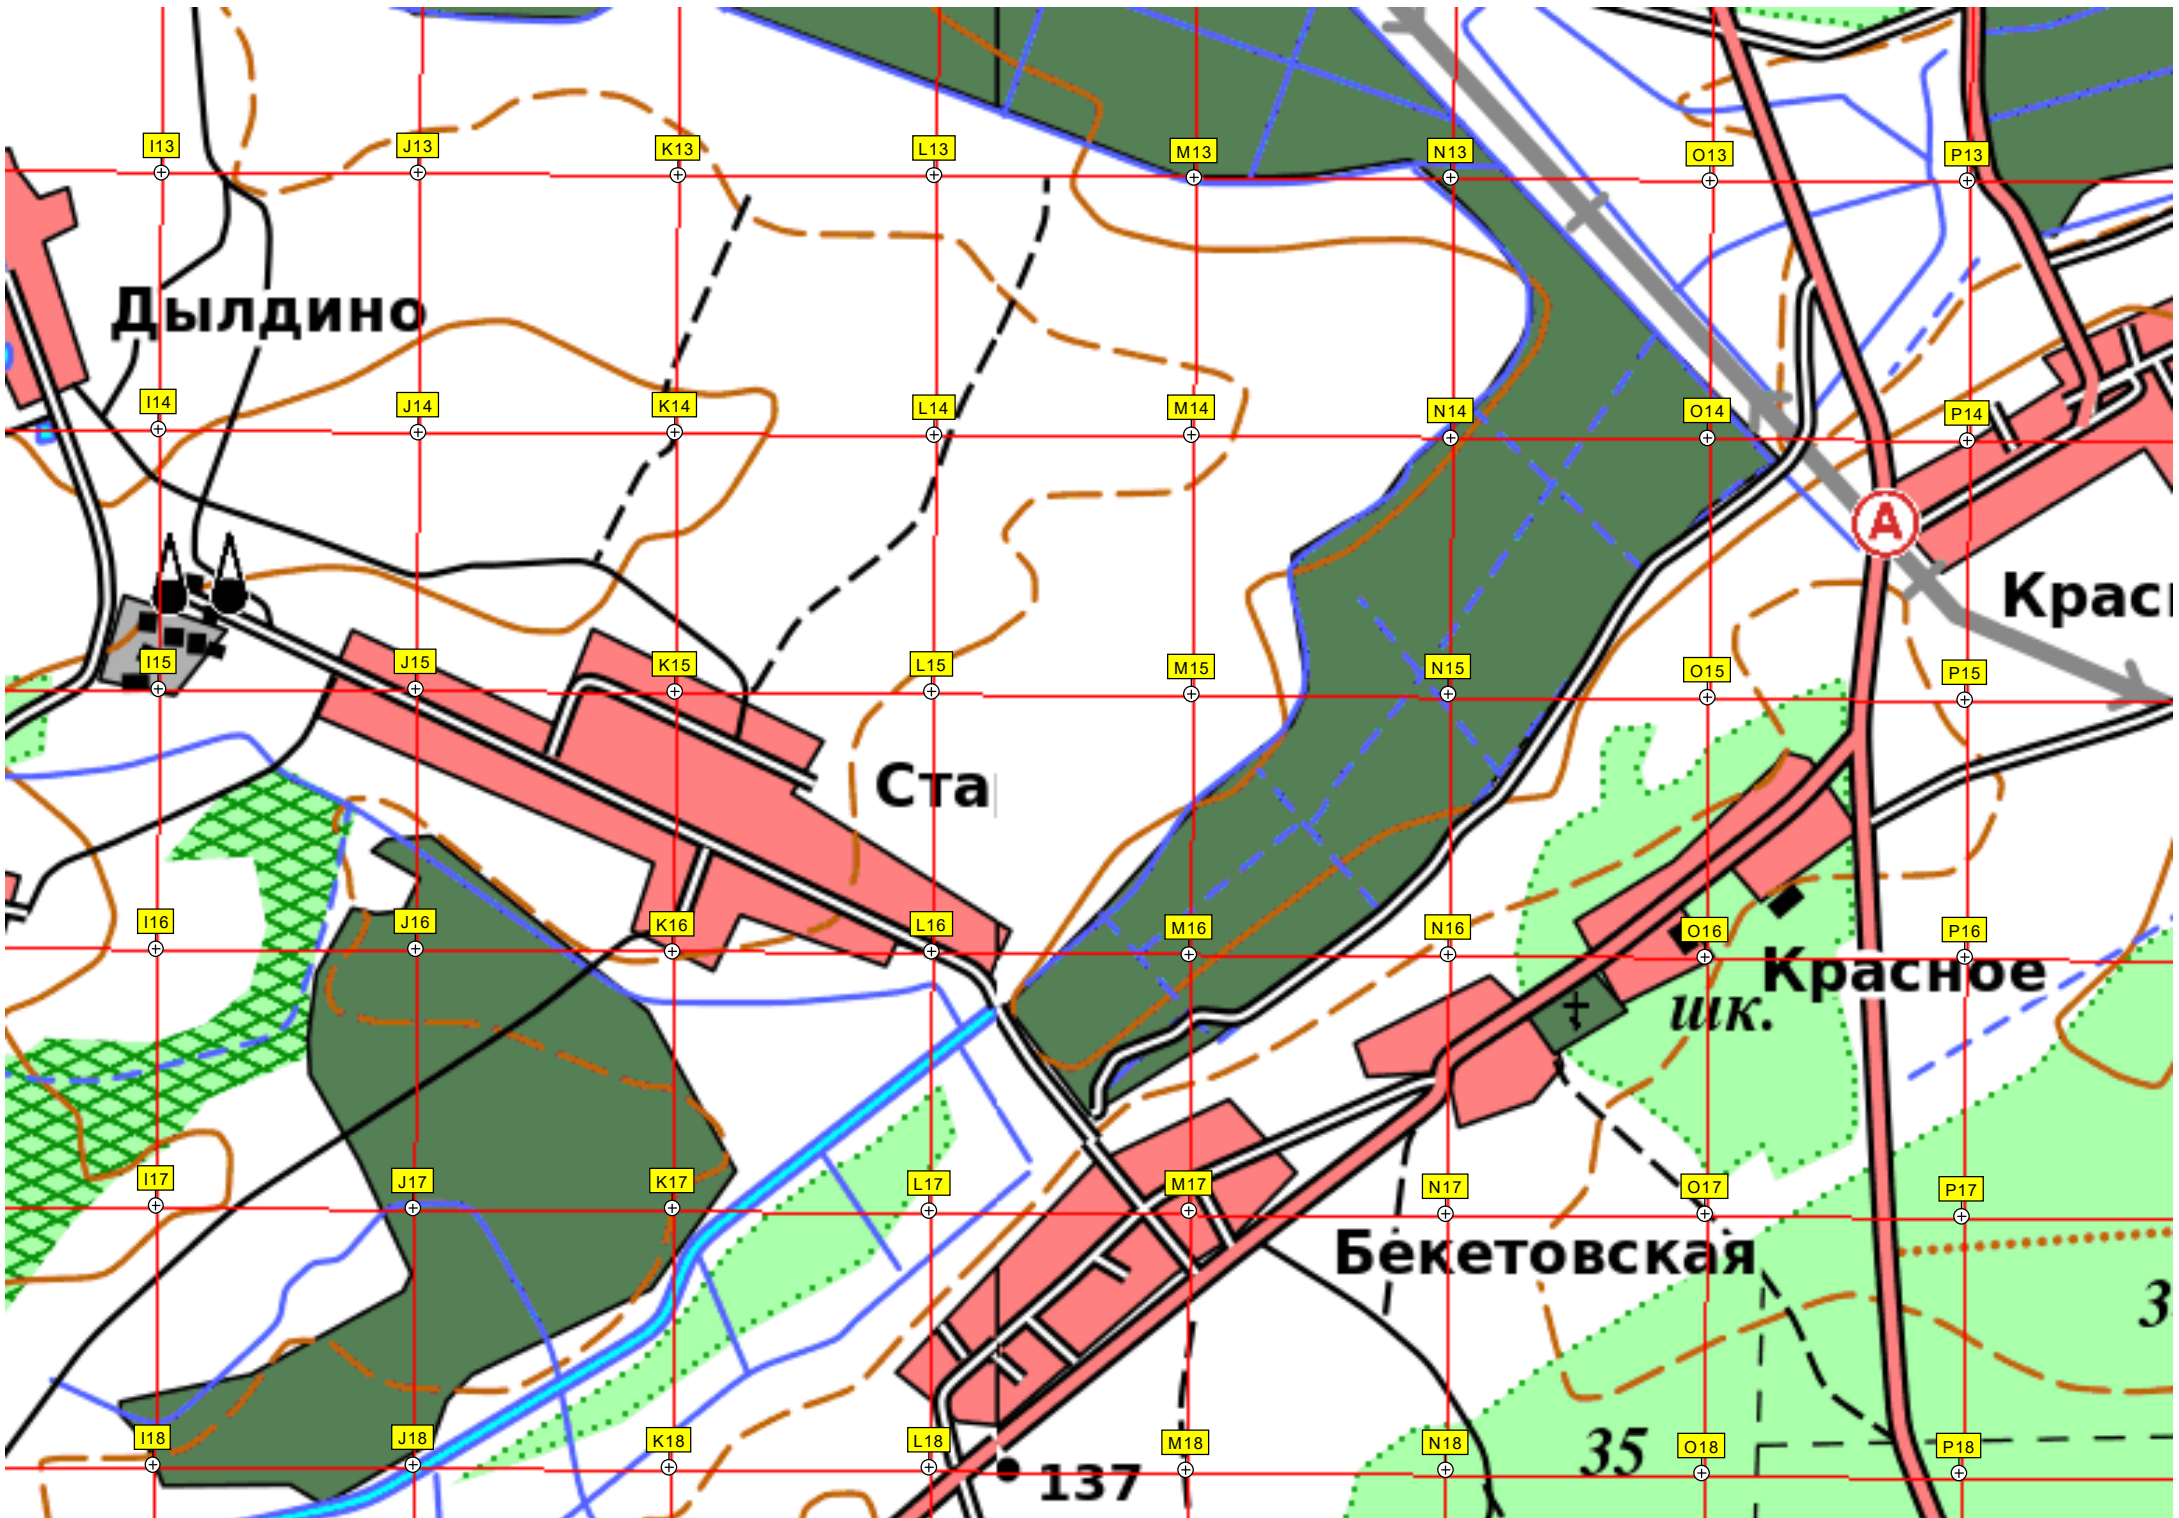 I13 J13 K13 L13 M13 N13 O13 P13
Дылдино
I14 J14 K14 L14 M14 N14 O14 P14
А
Крас
I15 J15 K15 L15 M15 N15 O15 P15
Ста
I16 J16 K16 L16 M16 N16 O16 P16
Красное
шк.
I17 J17 K17 L17 M17 N17 O17 P17
Бекетовская
3
I18 J18 K18 L18 M18 N18 O18 P18
35
137